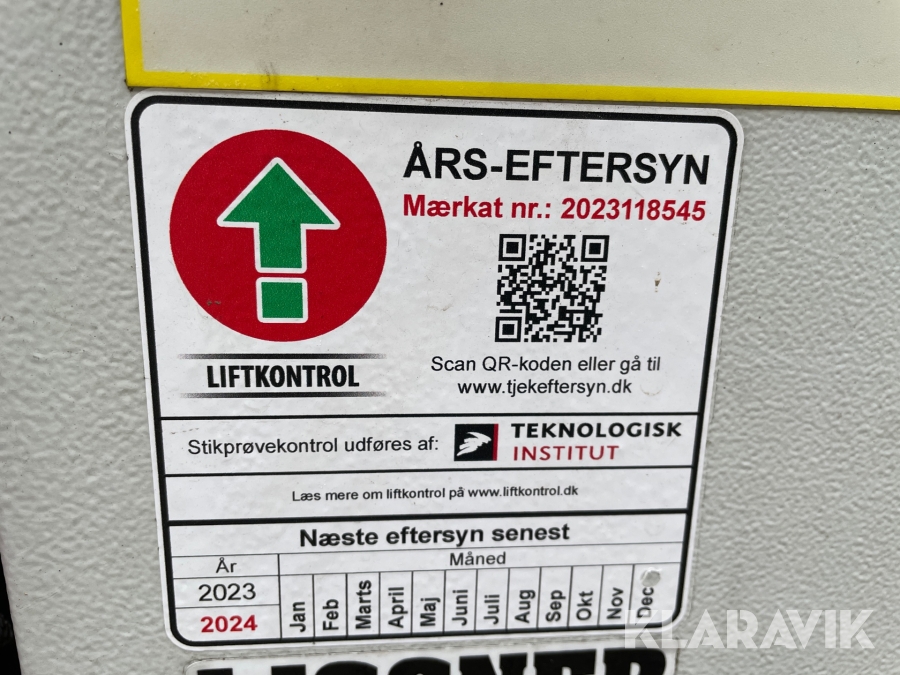 ÅRS-EFTERSYN
Mærkat nr.: 2023118545
LIFTKONTROL
Scan QR-koden eller gå til
www.tjekeftersyn.dk
Stikprøvekontrol udføres af:
TEKNOLOGISK
INSTITUT
Læs mere om liftkontrol på www.liftkontrol.dk
Næste eftersyn senest
År Måned
2023
2024
Jan Feb Marts April Maj Juni Juli Aug Sep Okt Nov Dec
KLARAVIK